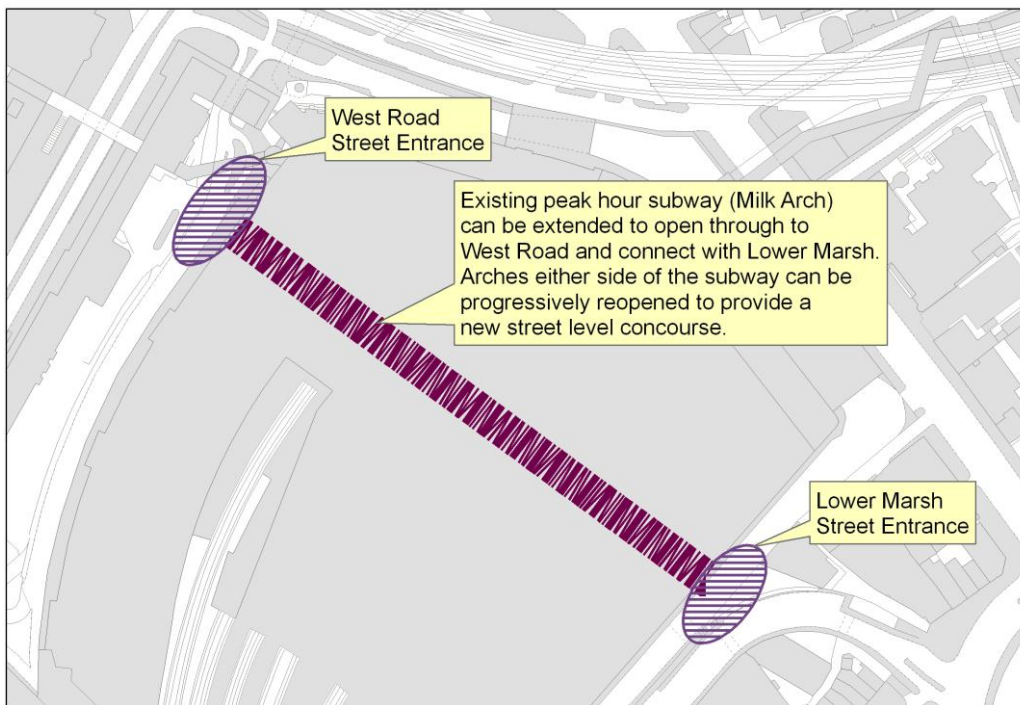 West Road
Street Entrance
Existing peak hour subway (Milk Arch)
can be extended to open through to
West Road and connect with Lower Marsh.
Arches either side of the subway can be
progressively reopened to provide a
new street level concourse.
Lower Marsh
Street Entrance